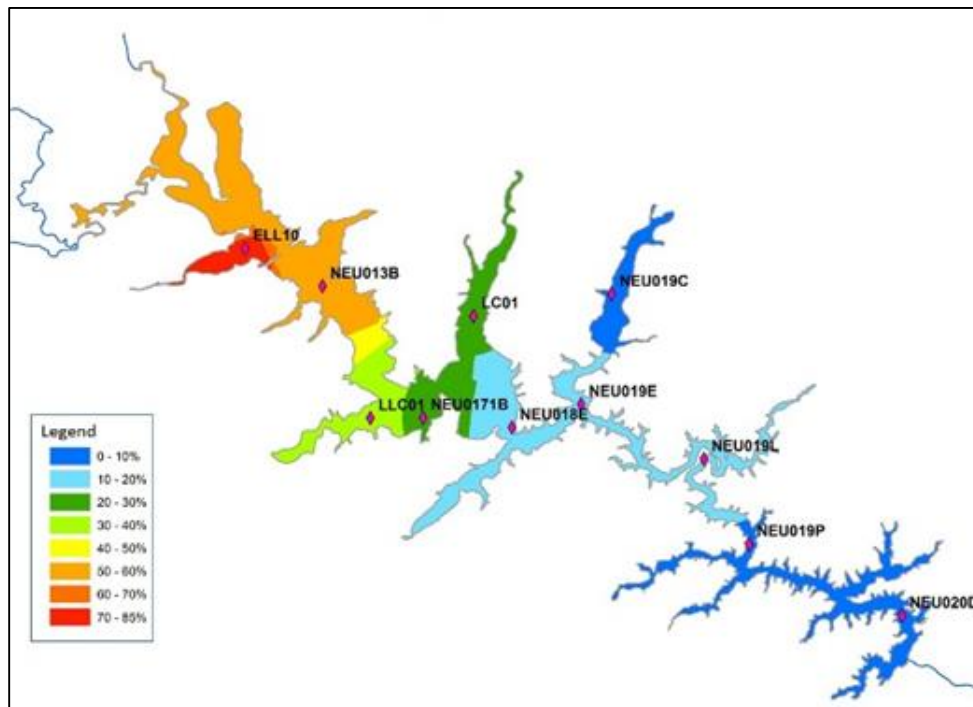 ELL10
NEU013B
NEU019C
LC01
NEU019E
LLC01 NEU0171B
NEU018E
NEU019L
NEU019P
NEU020D
Legend
0 - 10%
10 - 20%
20 - 30%
30 - 40%
40 - 50%
50 - 60%
60 - 70%
70 - 85%